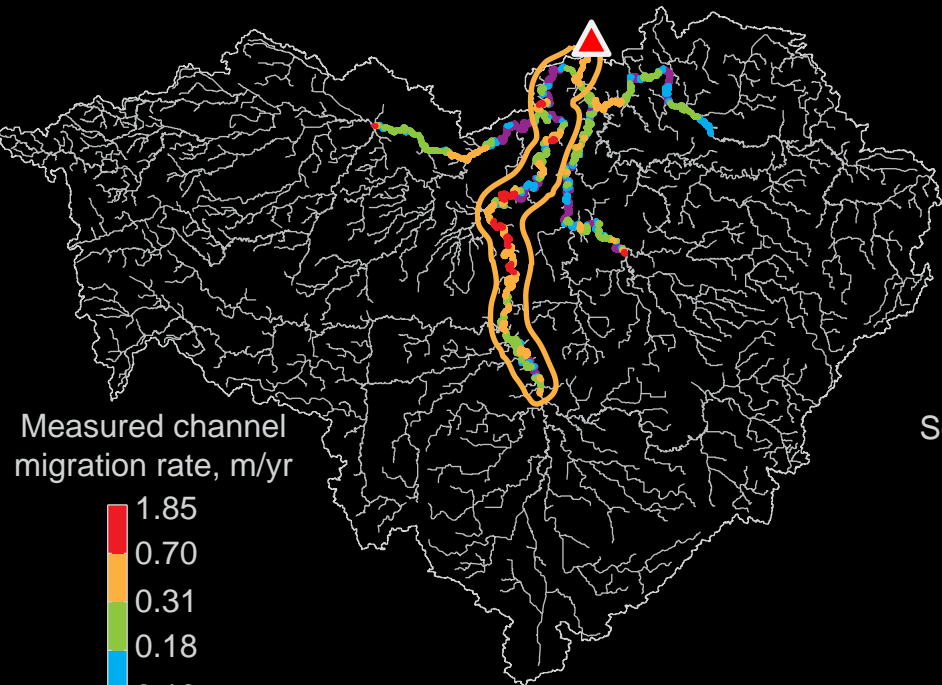 Measured channel
migration rate, m/yr
1.85
0.70
0.31
0.18
S